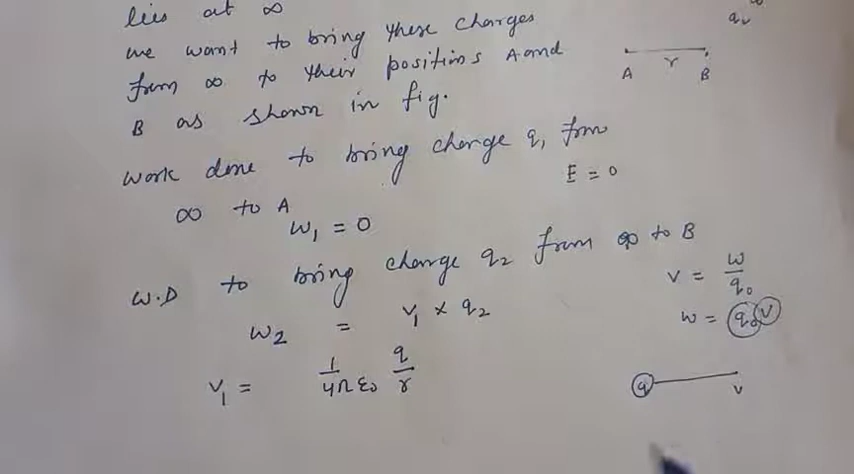 lies at ∞
we want to bring these charges
from ∞ to their positions A and
B as shown in fig.
q₂
A r B
work done to bring charge q₁ from
∞ to A
E = 0
W₁ = 0
W.D to bring charge q₂ from ∞ to B
V = W/q₀
W₂ = V₁ × q₂
W = q₀V
V₁ = 1/4πε₀ q/r
q V